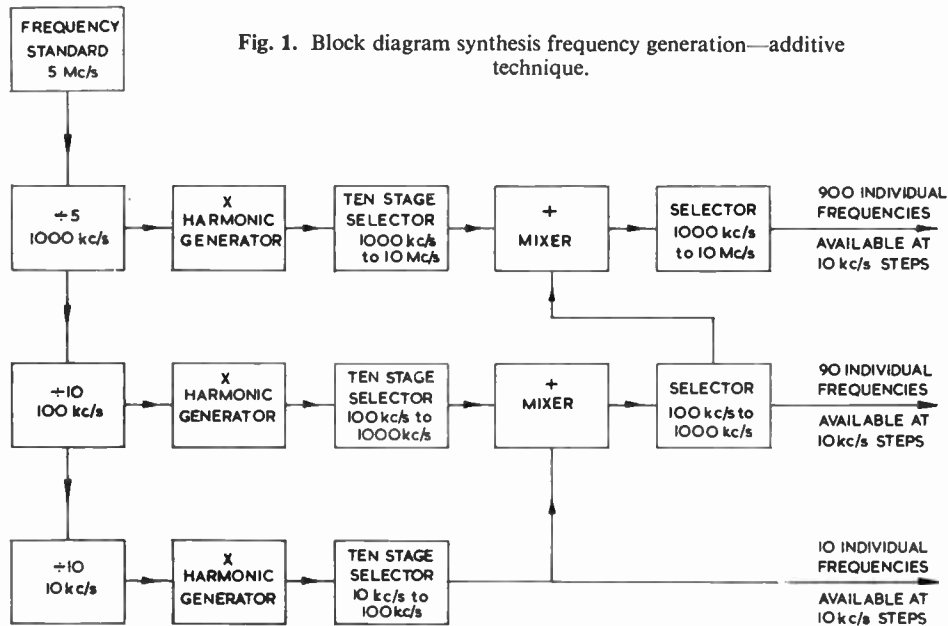 FREQUENCY
STANDARD
5 Mc/s
Fig. 1. Block diagram synthesis frequency generation—additive
technique.
÷5
1000 kc/s
X
HARMONIC
GENERATOR
TEN STAGE
SELECTOR
1000 kc/s
to 10 Mc/s
+
MIXER
SELECTOR
1000 kc/s
to 10 Mc/s
900 INDIVIDUAL
FREQUENCIES
AVAILABLE AT
10 kc/s STEPS
÷10
100 kc/s
X
HARMONIC
GENERATOR
TEN STAGE
SELECTOR
100 kc/s to
1000 kc/s
+
MIXER
SELECTOR
100 kc/s to
1000 kc/s
90 INDIVIDUAL
FREQUENCIES
AVAILABLE AT
10 kc/s STEPS
÷10
10 kc/s
X
HARMONIC
GENERATOR
TEN STAGE
SELECTOR
10 kc/s to
100 kc/s
10 INDIVIDUAL
FREQUENCIES
AVAILABLE AT
10 kc/s STEPS